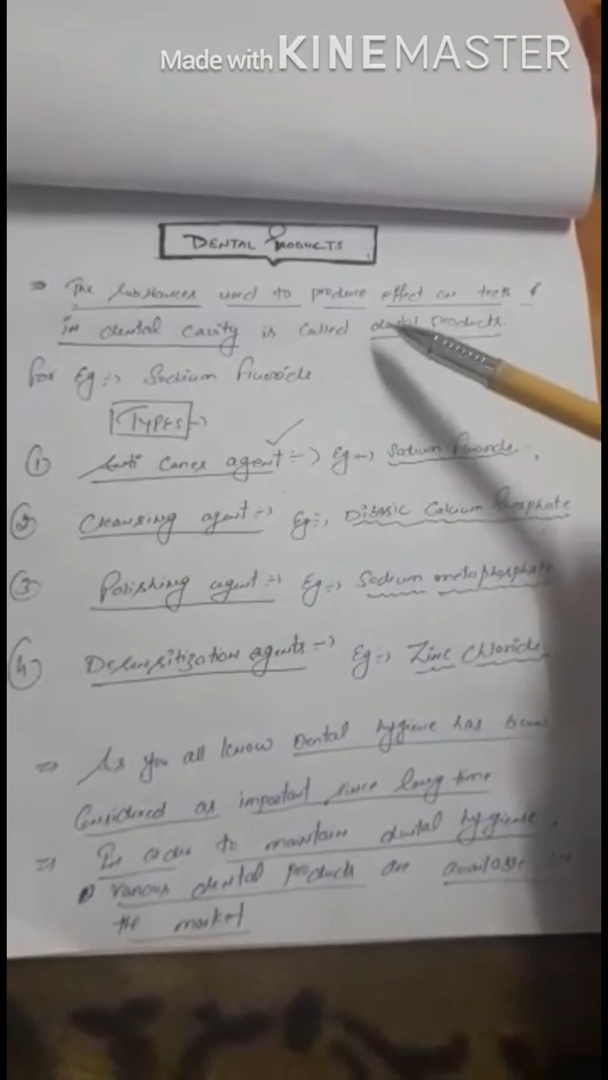 Made with KINEMASTER
DENTAL PRODUCTS
⇒ The substances used to produce effect on teeth &
in dental cavity is called dental products.
For Eg :→ Sodium Fluoride
Types →
① Anti Caries agent :→ Eg → Sodium Fluoride,
② Cleansing agent :→ Eg :→ Dibasic Calcium Phosphate
③ Polishing agent :→ Eg :→ Sodium metaphosphate
④ Desensitization agents :→ Eg :→ Zinc Chloride
⇒ As you all know Dental hygiene has been
Considered as important since long time
⇒ In order to maintain dental hygiene.
various dental products are available in
the market